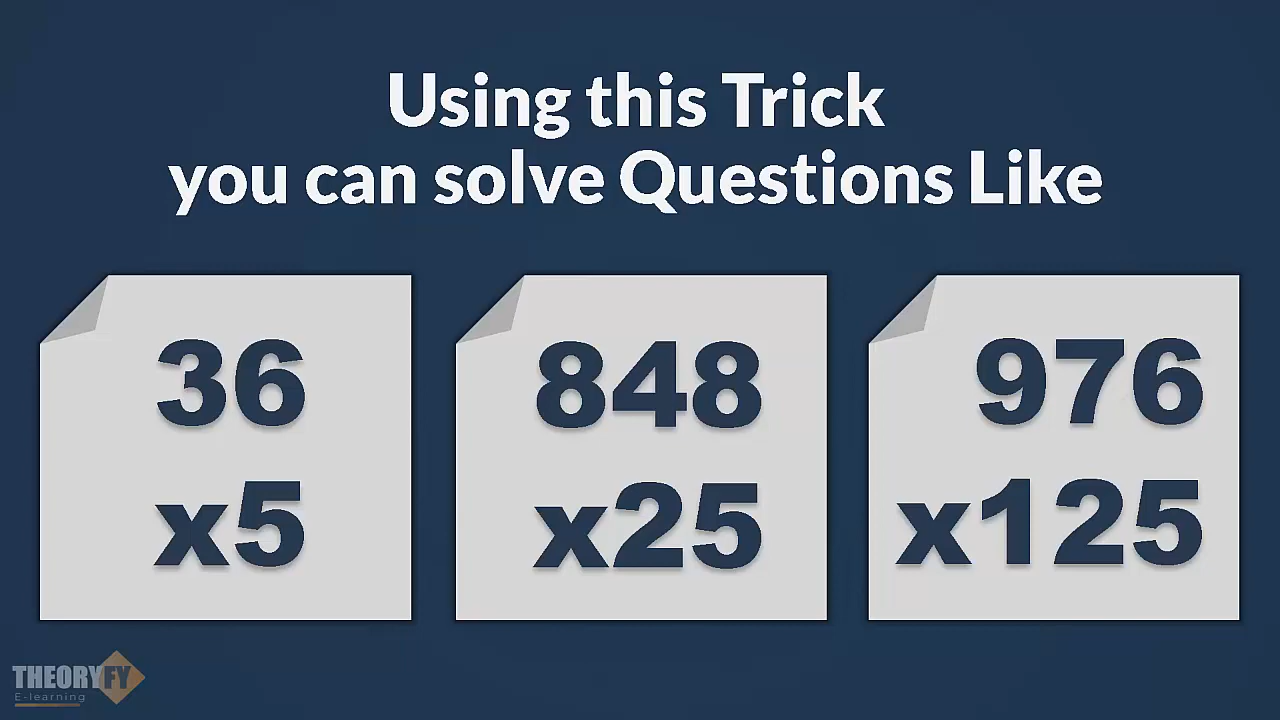 Using this Trick
you can solve Questions Like
36
x5
848
x25
976
x125
THEORYFY
E-learning